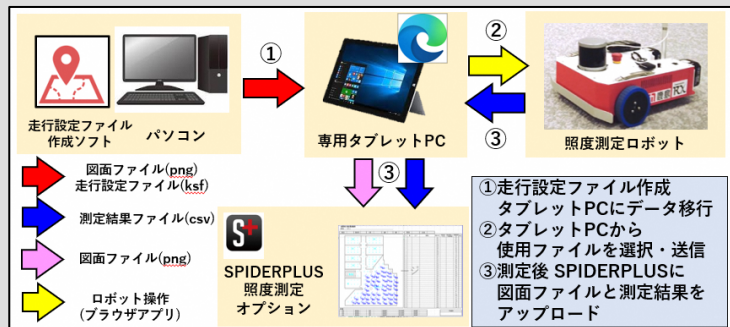 ①
②
③
走行設定ファイル
作成ソフト
パソコン
専用タブレットPC
照度測定ロボット
図面ファイル(png)
走行設定ファイル(ksf)
測定結果ファイル(csv)
図面ファイル(png)
ロボット操作
(ブラウザアプリ)
③
S+
SPIDERPLUS
照度測定
オプション
①走行設定ファイル作成
タブレットPCにデータ移行
②タブレットPCから
使用ファイルを選択・送信
③測定後 SPIDERPLUSに
図面ファイルと測定結果を
アップロード